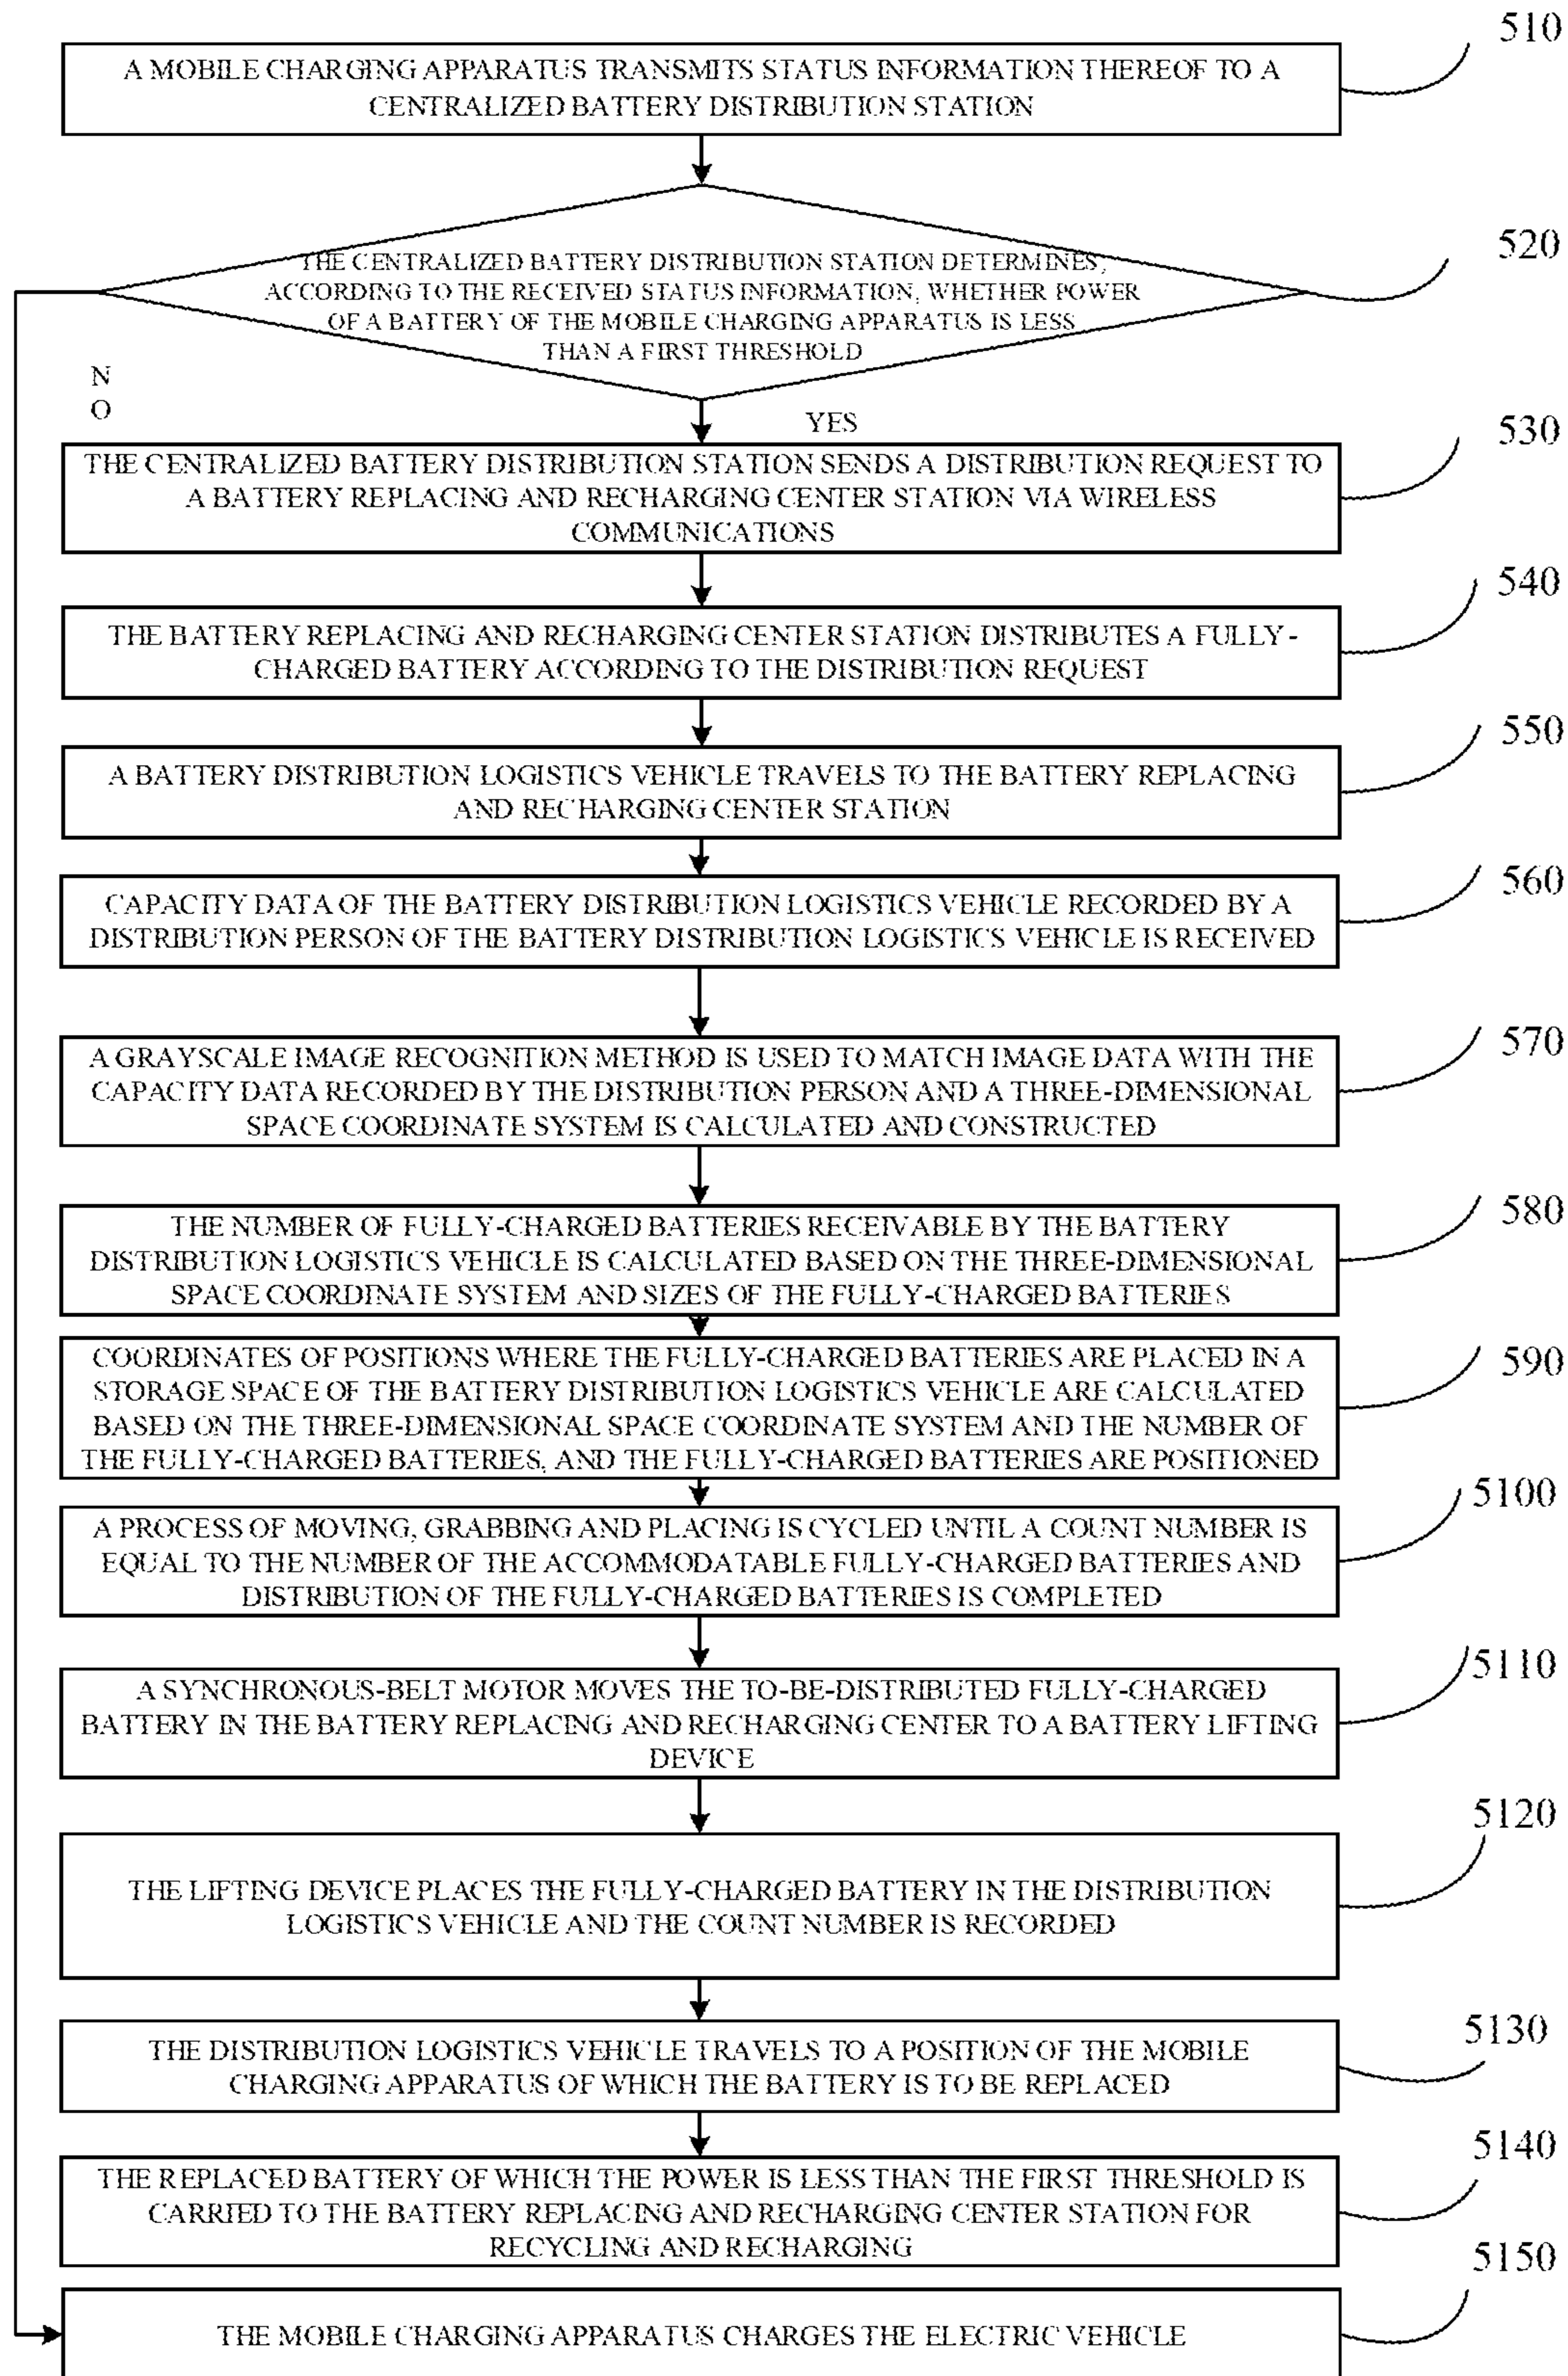 510
A MOBILE CHARGING APPARATUS TRANSMITS STATUS INFORMATION THEREOF TO A
CENTRALIZED BATTERY DISTRIBUTION STATION
520
THE CENTRALIZED BATTERY DISTRIBUTION STATION DETERMINES,
ACCORDING TO THE RECEIVED STATUS INFORMATION, WHETHER POWER
OF A BATTERY OF THE MOBILE CHARGING APPARATUS IS LESS
THAN A FIRST THRESHOLD
N
O
YES
530
THE CENTRALIZED BATTERY DISTRIBUTION STATION SENDS A DISTRIBUTION REQUEST TO
A BATTERY REPLACING AND RECHARGING CENTER STATION VIA WIRELESS
COMMUNICATIONS
540
THE BATTERY REPLACING AND RECHARGING CENTER STATION DISTRIBUTES A FULLY-
CHARGED BATTERY ACCORDING TO THE DISTRIBUTION REQUEST
550
A BATTERY DISTRIBUTION LOGISTICS VEHICLE TRAVELS TO THE BATTERY REPLACING
AND RECHARGING CENTER STATION
560
CAPACITY DATA OF THE BATTERY DISTRIBUTION LOGISTICS VEHICLE RECORDED BY A
DISTRIBUTION PERSON OF THE BATTERY DISTRIBUTION LOGISTICS VEHICLE IS RECEIVED
570
A GRAYSCALE IMAGE RECOGNITION METHOD IS USED TO MATCH IMAGE DATA WITH THE
CAPACITY DATA RECORDED BY THE DISTRIBUTION PERSON AND A THREE-DIMENSIONAL
SPACE COORDINATE SYSTEM IS CALCULATED AND CONSTRUCTED
580
THE NUMBER OF FULLY-CHARGED BATTERIES RECEIVABLE BY THE BATTERY
DISTRIBUTION LOGISTICS VEHICLE IS CALCULATED BASED ON THE THREE-DIMENSIONAL
SPACE COORDINATE SYSTEM AND SIZES OF THE FULLY-CHARGED BATTERIES
590
COORDINATES OF POSITIONS WHERE THE FULLY-CHARGED BATTERIES ARE PLACED IN A
STORAGE SPACE OF THE BATTERY DISTRIBUTION LOGISTICS VEHICLE ARE CALCULATED
BASED ON THE THREE-DIMENSIONAL SPACE COORDINATE SYSTEM AND THE NUMBER OF
THE FULLY-CHARGED BATTERIES, AND THE FULLY-CHARGED BATTERIES ARE POSITIONED
5100
A PROCESS OF MOVING, GRABBING AND PLACING IS CYCLED UNTIL A COUNT NUMBER IS
EQUAL TO THE NUMBER OF THE ACCOMMODATABLE FULLY-CHARGED BATTERIES AND
DISTRIBUTION OF THE FULLY-CHARGED BATTERIES IS COMPLETED
5110
A SYNCHRONOUS-BELT MOTOR MOVES THE TO-BE-DISTRIBUTED FULLY-CHARGED
BATTERY IN THE BATTERY REPLACING AND RECHARGING CENTER TO A BATTERY LIFTING
DEVICE
5120
THE LIFTING DEVICE PLACES THE FULLY-CHARGED BATTERY IN THE DISTRIBUTION
LOGISTICS VEHICLE AND THE COUNT NUMBER IS RECORDED
5130
THE DISTRIBUTION LOGISTICS VEHICLE TRAVELS TO A POSITION OF THE MOBILE
CHARGING APPARATUS OF WHICH THE BATTERY IS TO BE REPLACED
5140
THE REPLACED BATTERY OF WHICH THE POWER IS LESS THAN THE FIRST THRESHOLD IS
CARRIED TO THE BATTERY REPLACING AND RECHARGING CENTER STATION FOR
RECYCLING AND RECHARGING
5150
THE MOBILE CHARGING APPARATUS CHARGES THE ELECTRIC VEHICLE